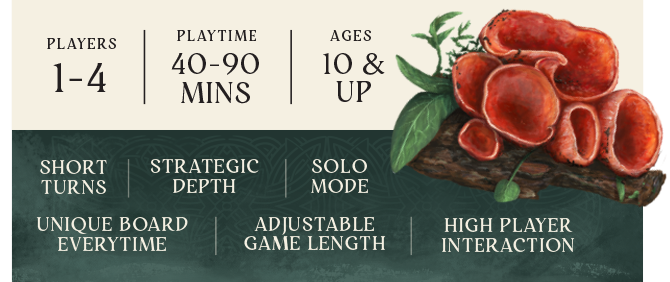 PLAYERS
1-4
PLAYTIME
40-90
MINS
AGES
10 &
UP
SHORT
TURNS
STRATEGIC
DEPTH
SOLO
MODE
UNIQUE BOARD
EVERYTIME
ADJUSTABLE
GAME LENGTH
HIGH PLAYER
INTERACTION